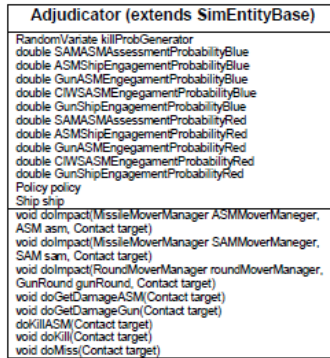 Adjudicator (extends SimEntityBase)
RandomVariate killProbGenerator
double SAMASMAssessmentProbabilityBlue
double ASMShipEngagementProbabilityBlue
double GunASMEngegamentProbabilityBlue
double CIWSASMEngegamentProbabilityBlue
double GunShipEngagementProbabilityBlue
double SAMASMAssessmentProbabilityRed
double ASMShipEngagementProbabilityRed
double GunASMEngegamentProbabilityRed
double CIWSASMEngegamentProbabilityRed
double GunShipEngagementProbabilityRed
Policy policy
Ship ship
void doImpact(MissileMoverManager ASMMoverManeger,
ASM asm, Contact target)
void doImpact(MissileMoverManager SAMMoverManeger,
SAM sam, Contact target)
void doImpact(RoundMoverManager roundMoverManager,
GunRound gunRound, Contact target)
void doGetDamageASM(Contact target)
void doGetDamageGun(Contact target)
doKillASM(Contact target)
void doKill(Contact target)
void doMiss(Contact target)